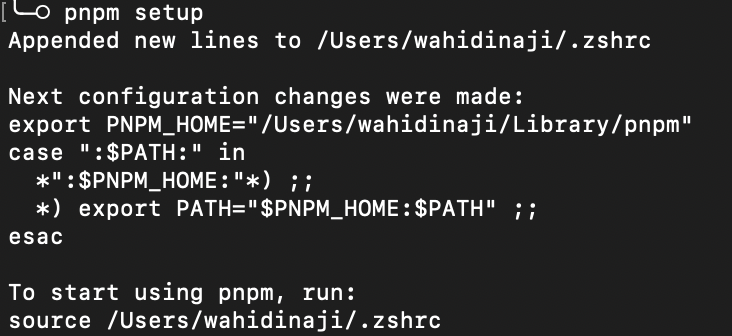 pnpm setup
Appended new lines to /Users/wahidinaji/.zshrc

Next configuration changes were made:
export PNPM_HOME="/Users/wahidinaji/Library/pnpm"
case ":$PATH:" in
  *":$PNPM_HOME:"*) ;;
  *) export PATH="$PNPM_HOME:$PATH" ;;
esac

To start using pnpm, run:
source /Users/wahidinaji/.zshrc